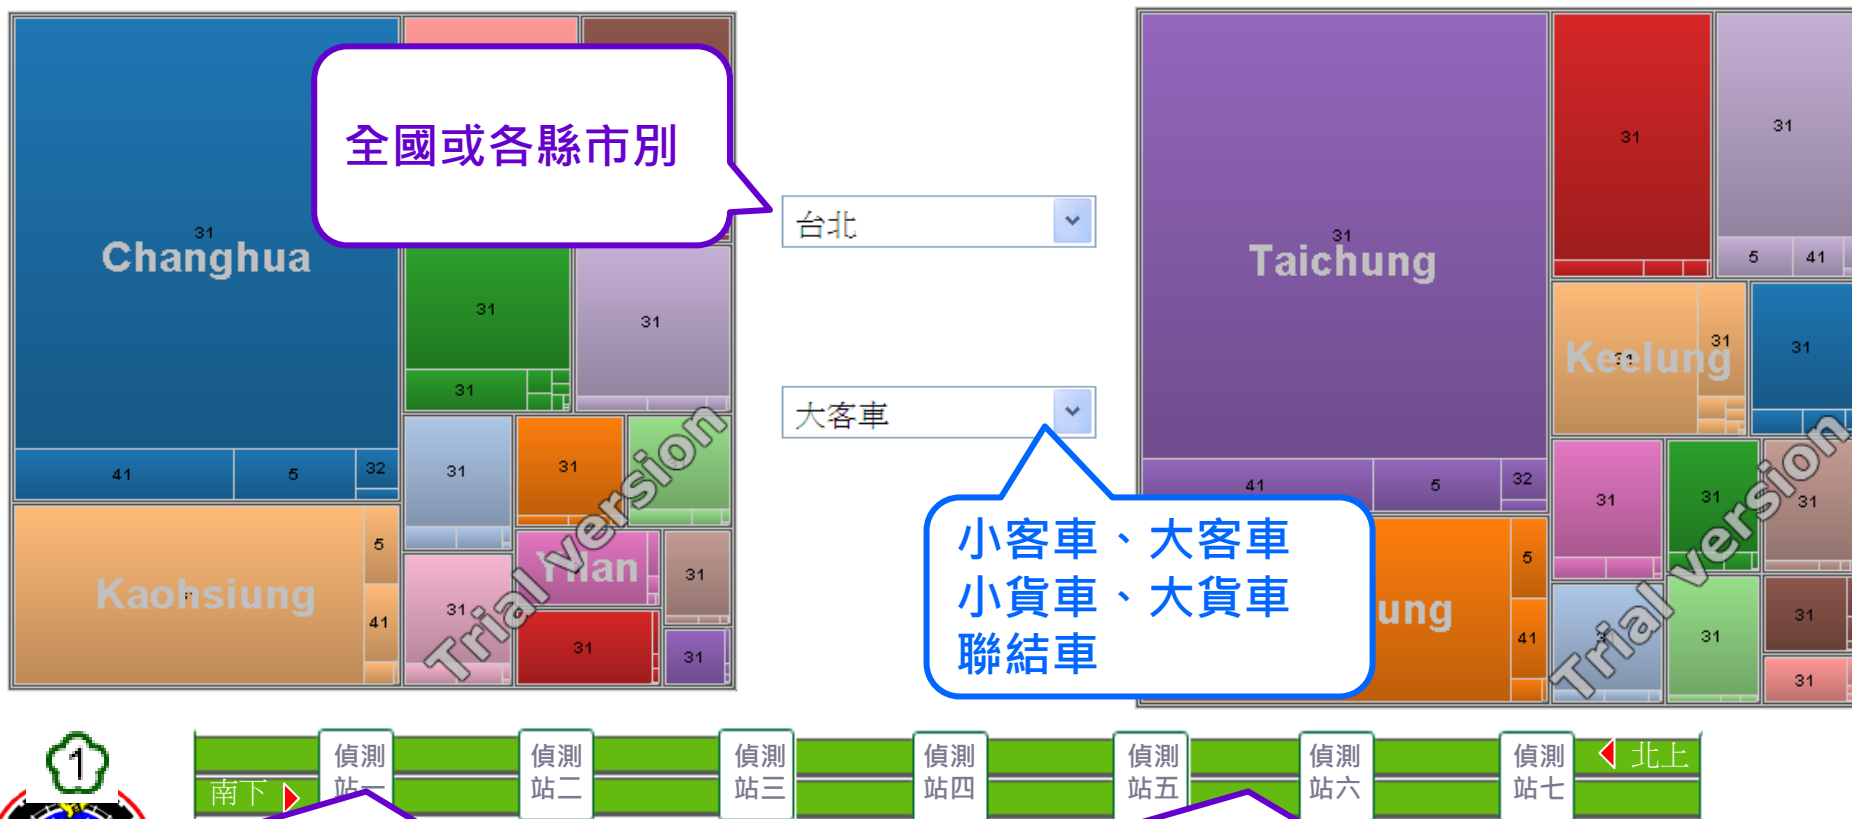 31
Changhua
41
5
32
Kaohsiung
5
41
31
31
31
31
31
31
31
Yilan
31
31
31
Trial version
全國或各縣市別
台北
大客車
小客車、大客車
小貨車、大貨車
聯結車
31
Taichung
41
5
32
31
31
5
41
Keelung
31
31
31
ung
5
41
31
31
31
31
31
31
Trial version
1
南下
偵測
站一
偵測
站二
偵測
站三
偵測
站四
偵測
站五
偵測
站六
偵測
站七
北上